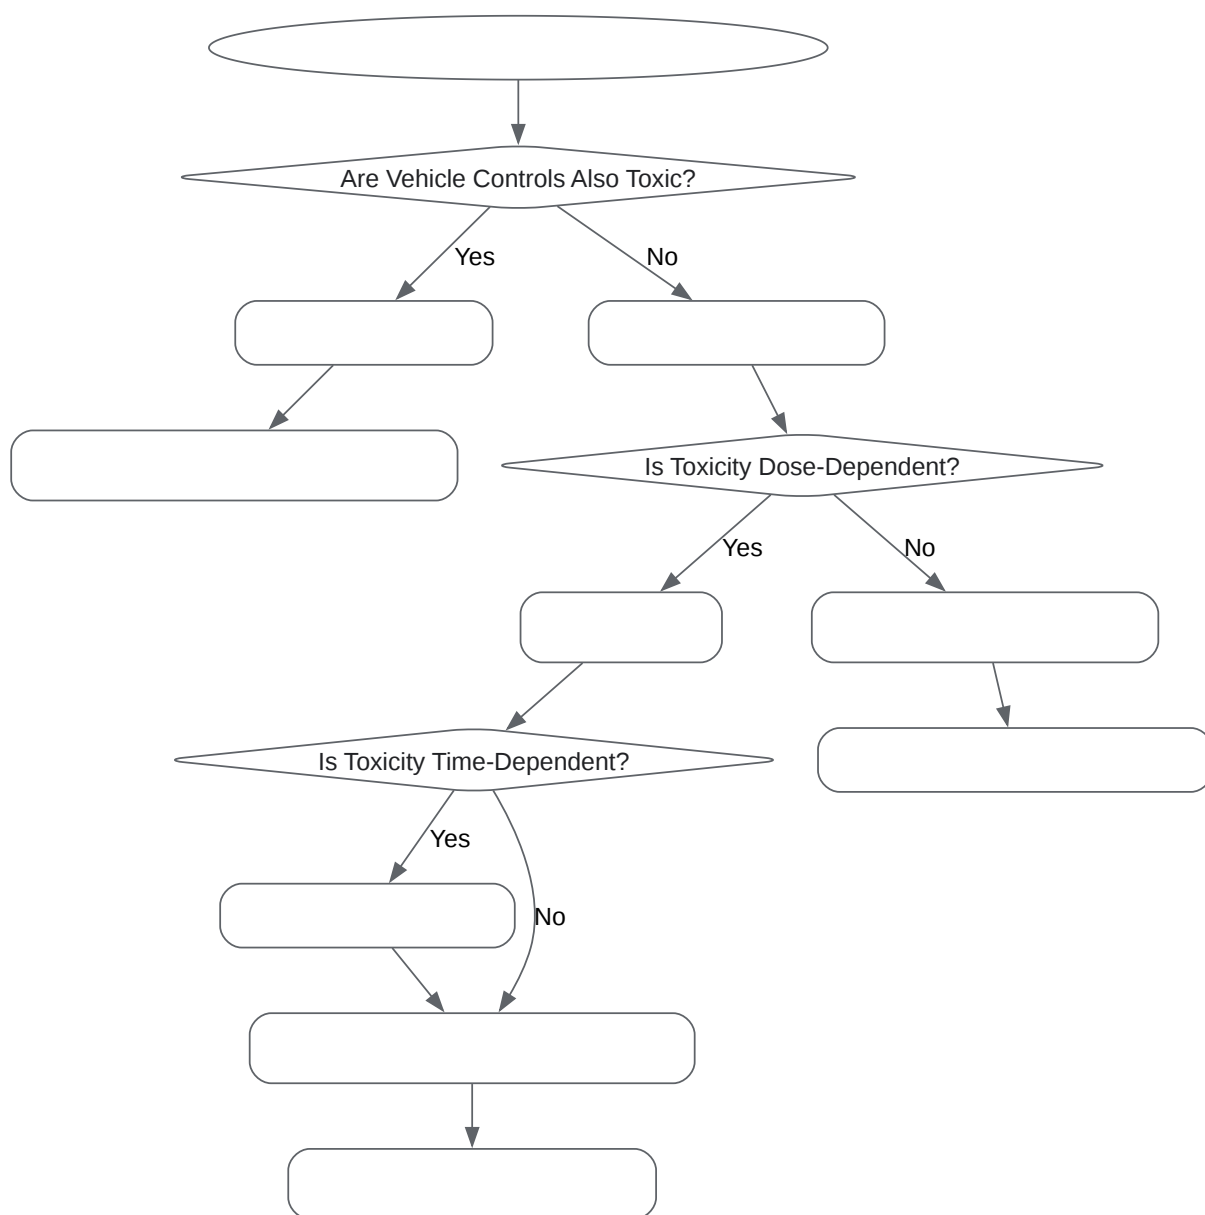 Are Vehicle Controls Also Toxic?
Yes
No
Is Toxicity Dose-Dependent?
Yes
No
Is Toxicity Time-Dependent?
Yes
No